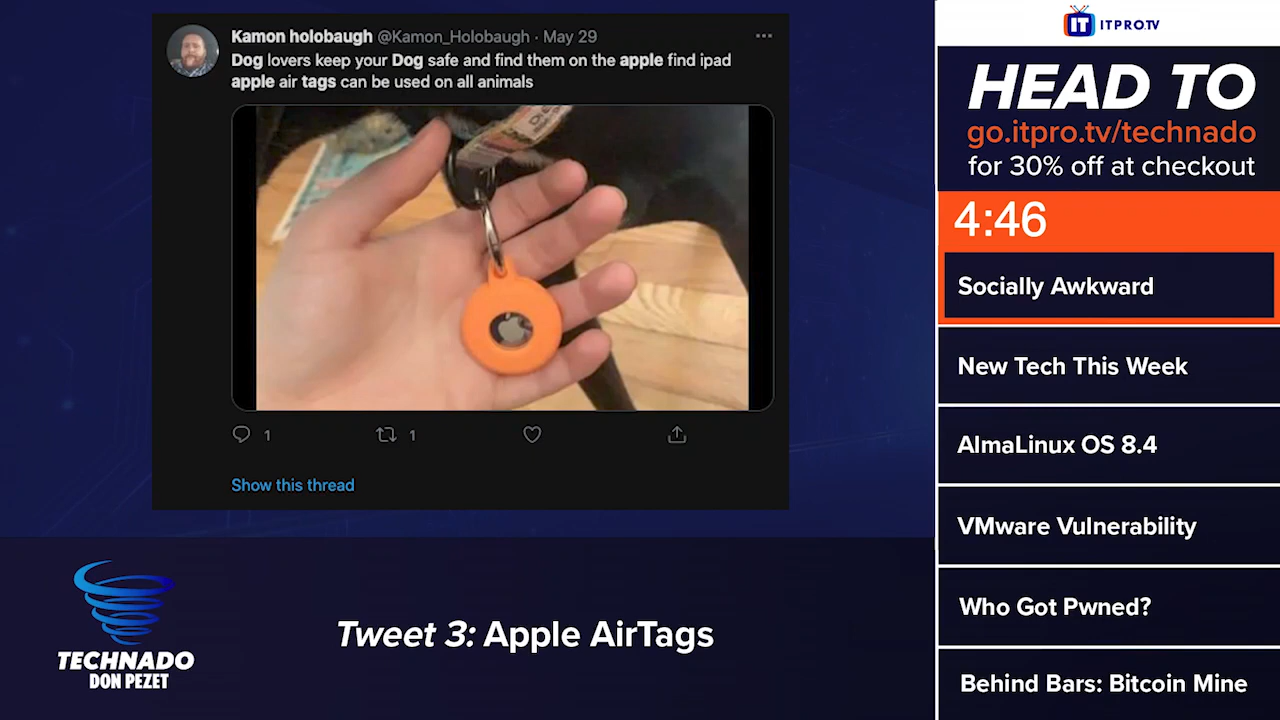 Kamon holobaugh @Kamon_Holobaugh · May 29
Dog lovers keep your Dog safe and find them on the apple find ipad
apple air tags can be used on all animals
1
1
Show this thread
TECHNADO
DON PEZET
Tweet 3: Apple AirTags
IT ITPRO.TV
HEAD TO
go.itpro.tv/technado
for 30% off at checkout
4:46
Socially Awkward
New Tech This Week
AlmaLinux OS 8.4
VMware Vulnerability
Who Got Pwned?
Behind Bars: Bitcoin Mine